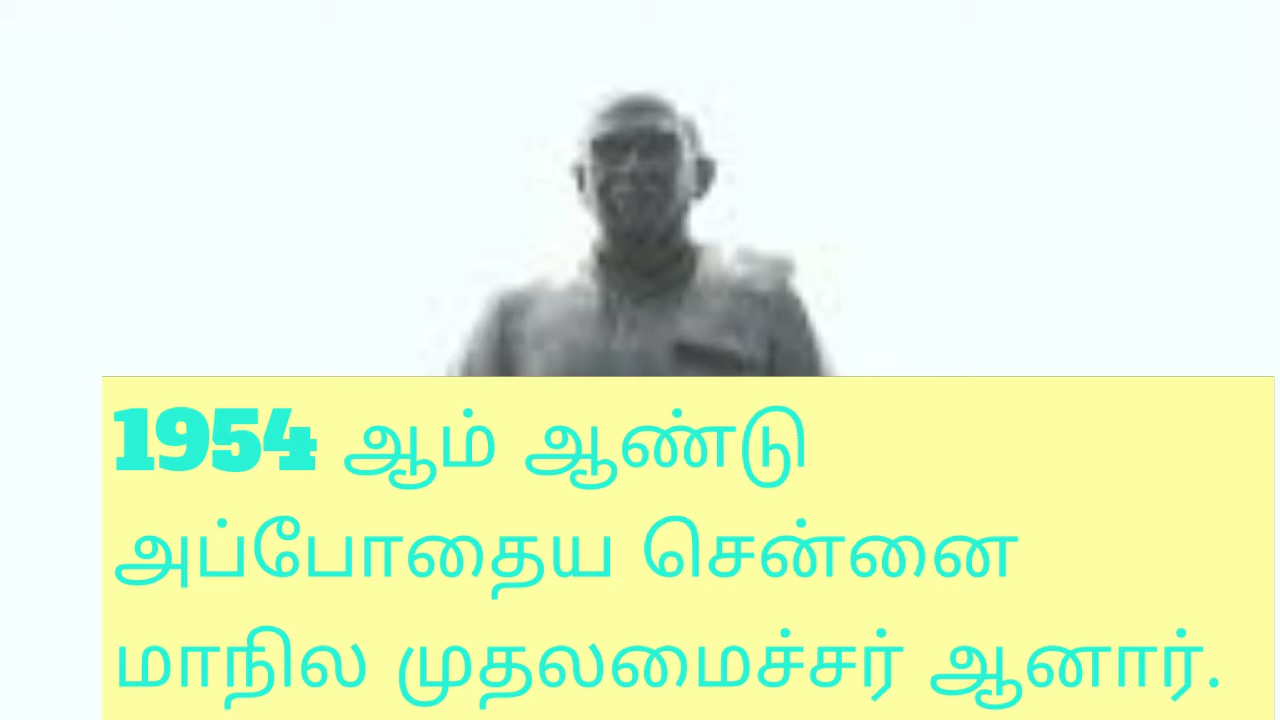 1954 ஆம் ஆண்டு
அப்போதைய சென்னை
மாநில முதலமைச்சர் ஆனார்.